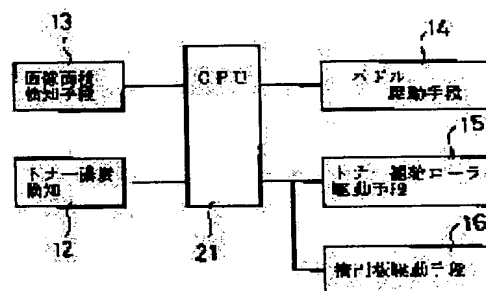 13
画像面積
検知手段
CPU
14
パドル
駆動手段
トナー濃度
検知
12
21
15
トナー補給ローラ
駆動手段
16
板駆動手段